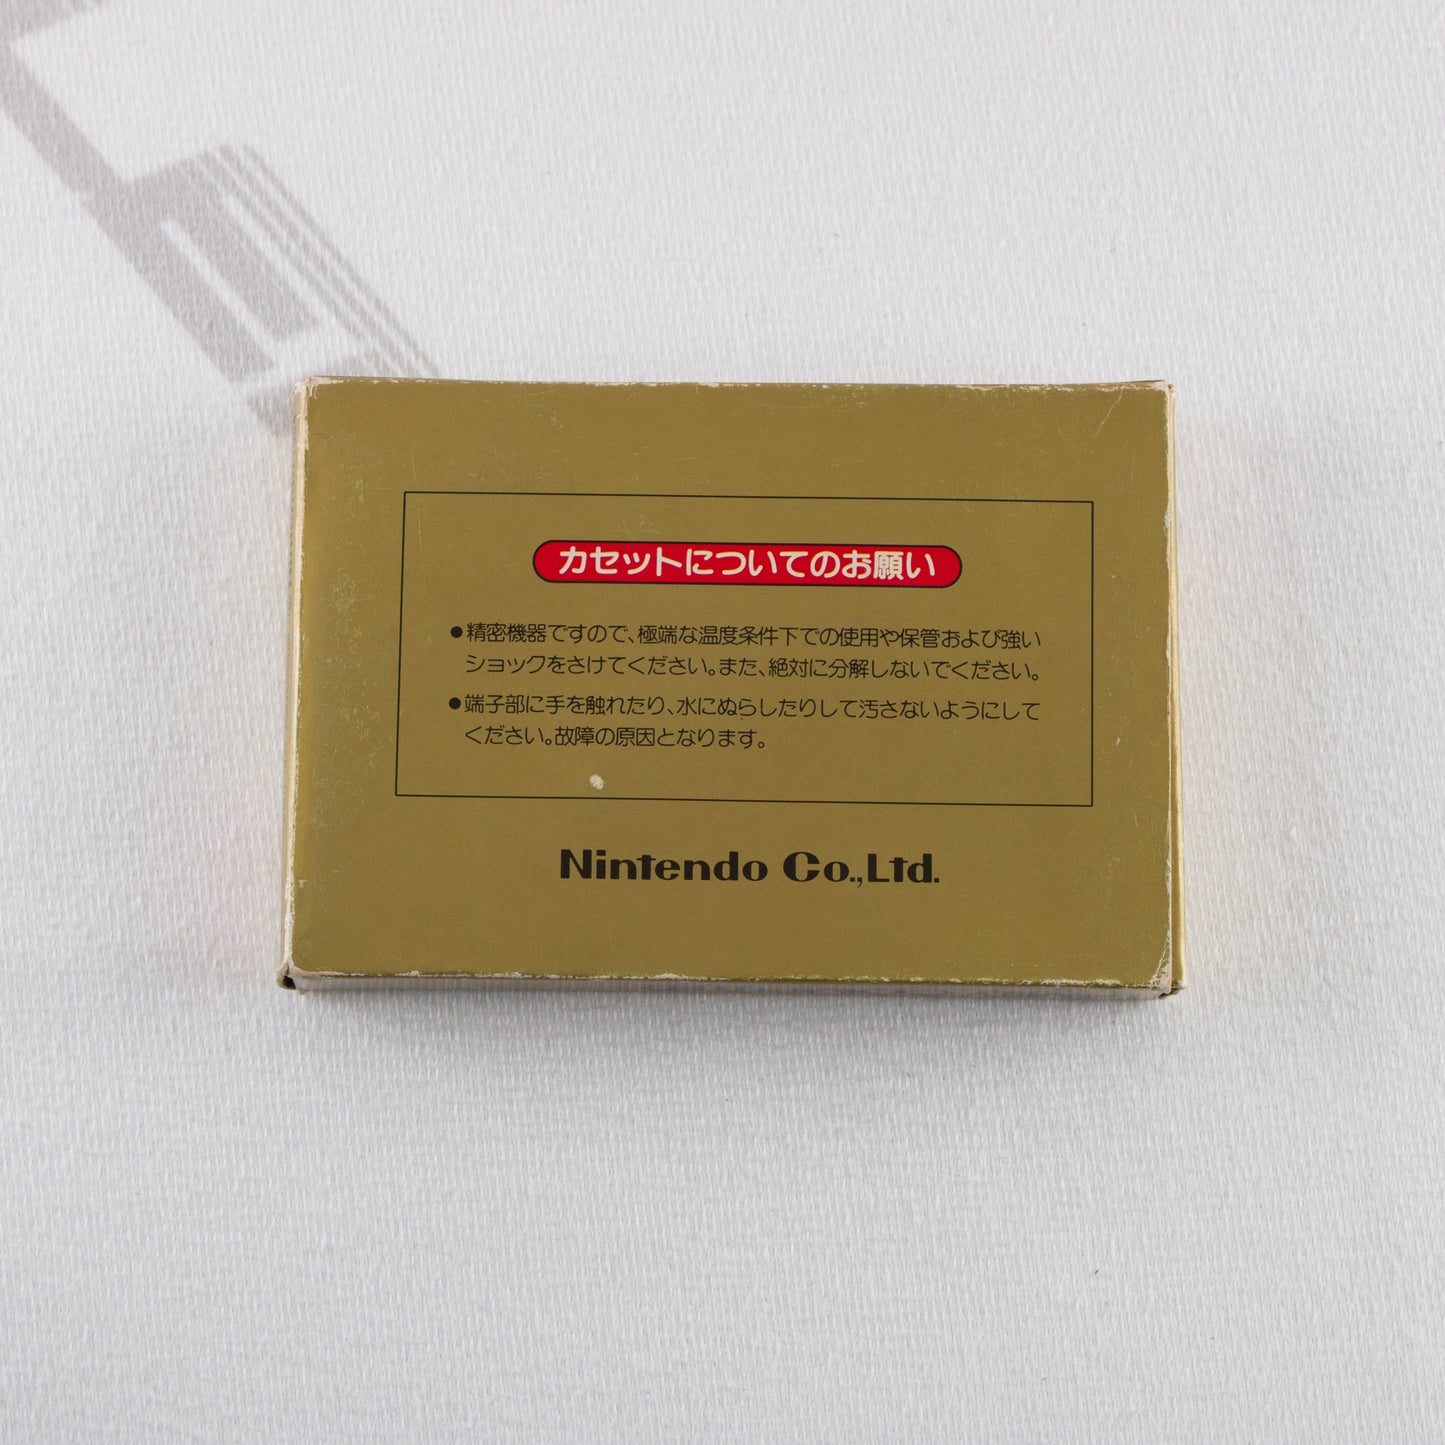 カセットについてのお願い
●精密機器ですので、極端な温度条件下での使用や保管および強い
ショックをさけてください。また、絶対に分解しないでください。
●端子部に手を触れたり、水にぬらしたりして汚さないようにして
ください。故障の原因となります。
Nintendo Co.,Ltd.